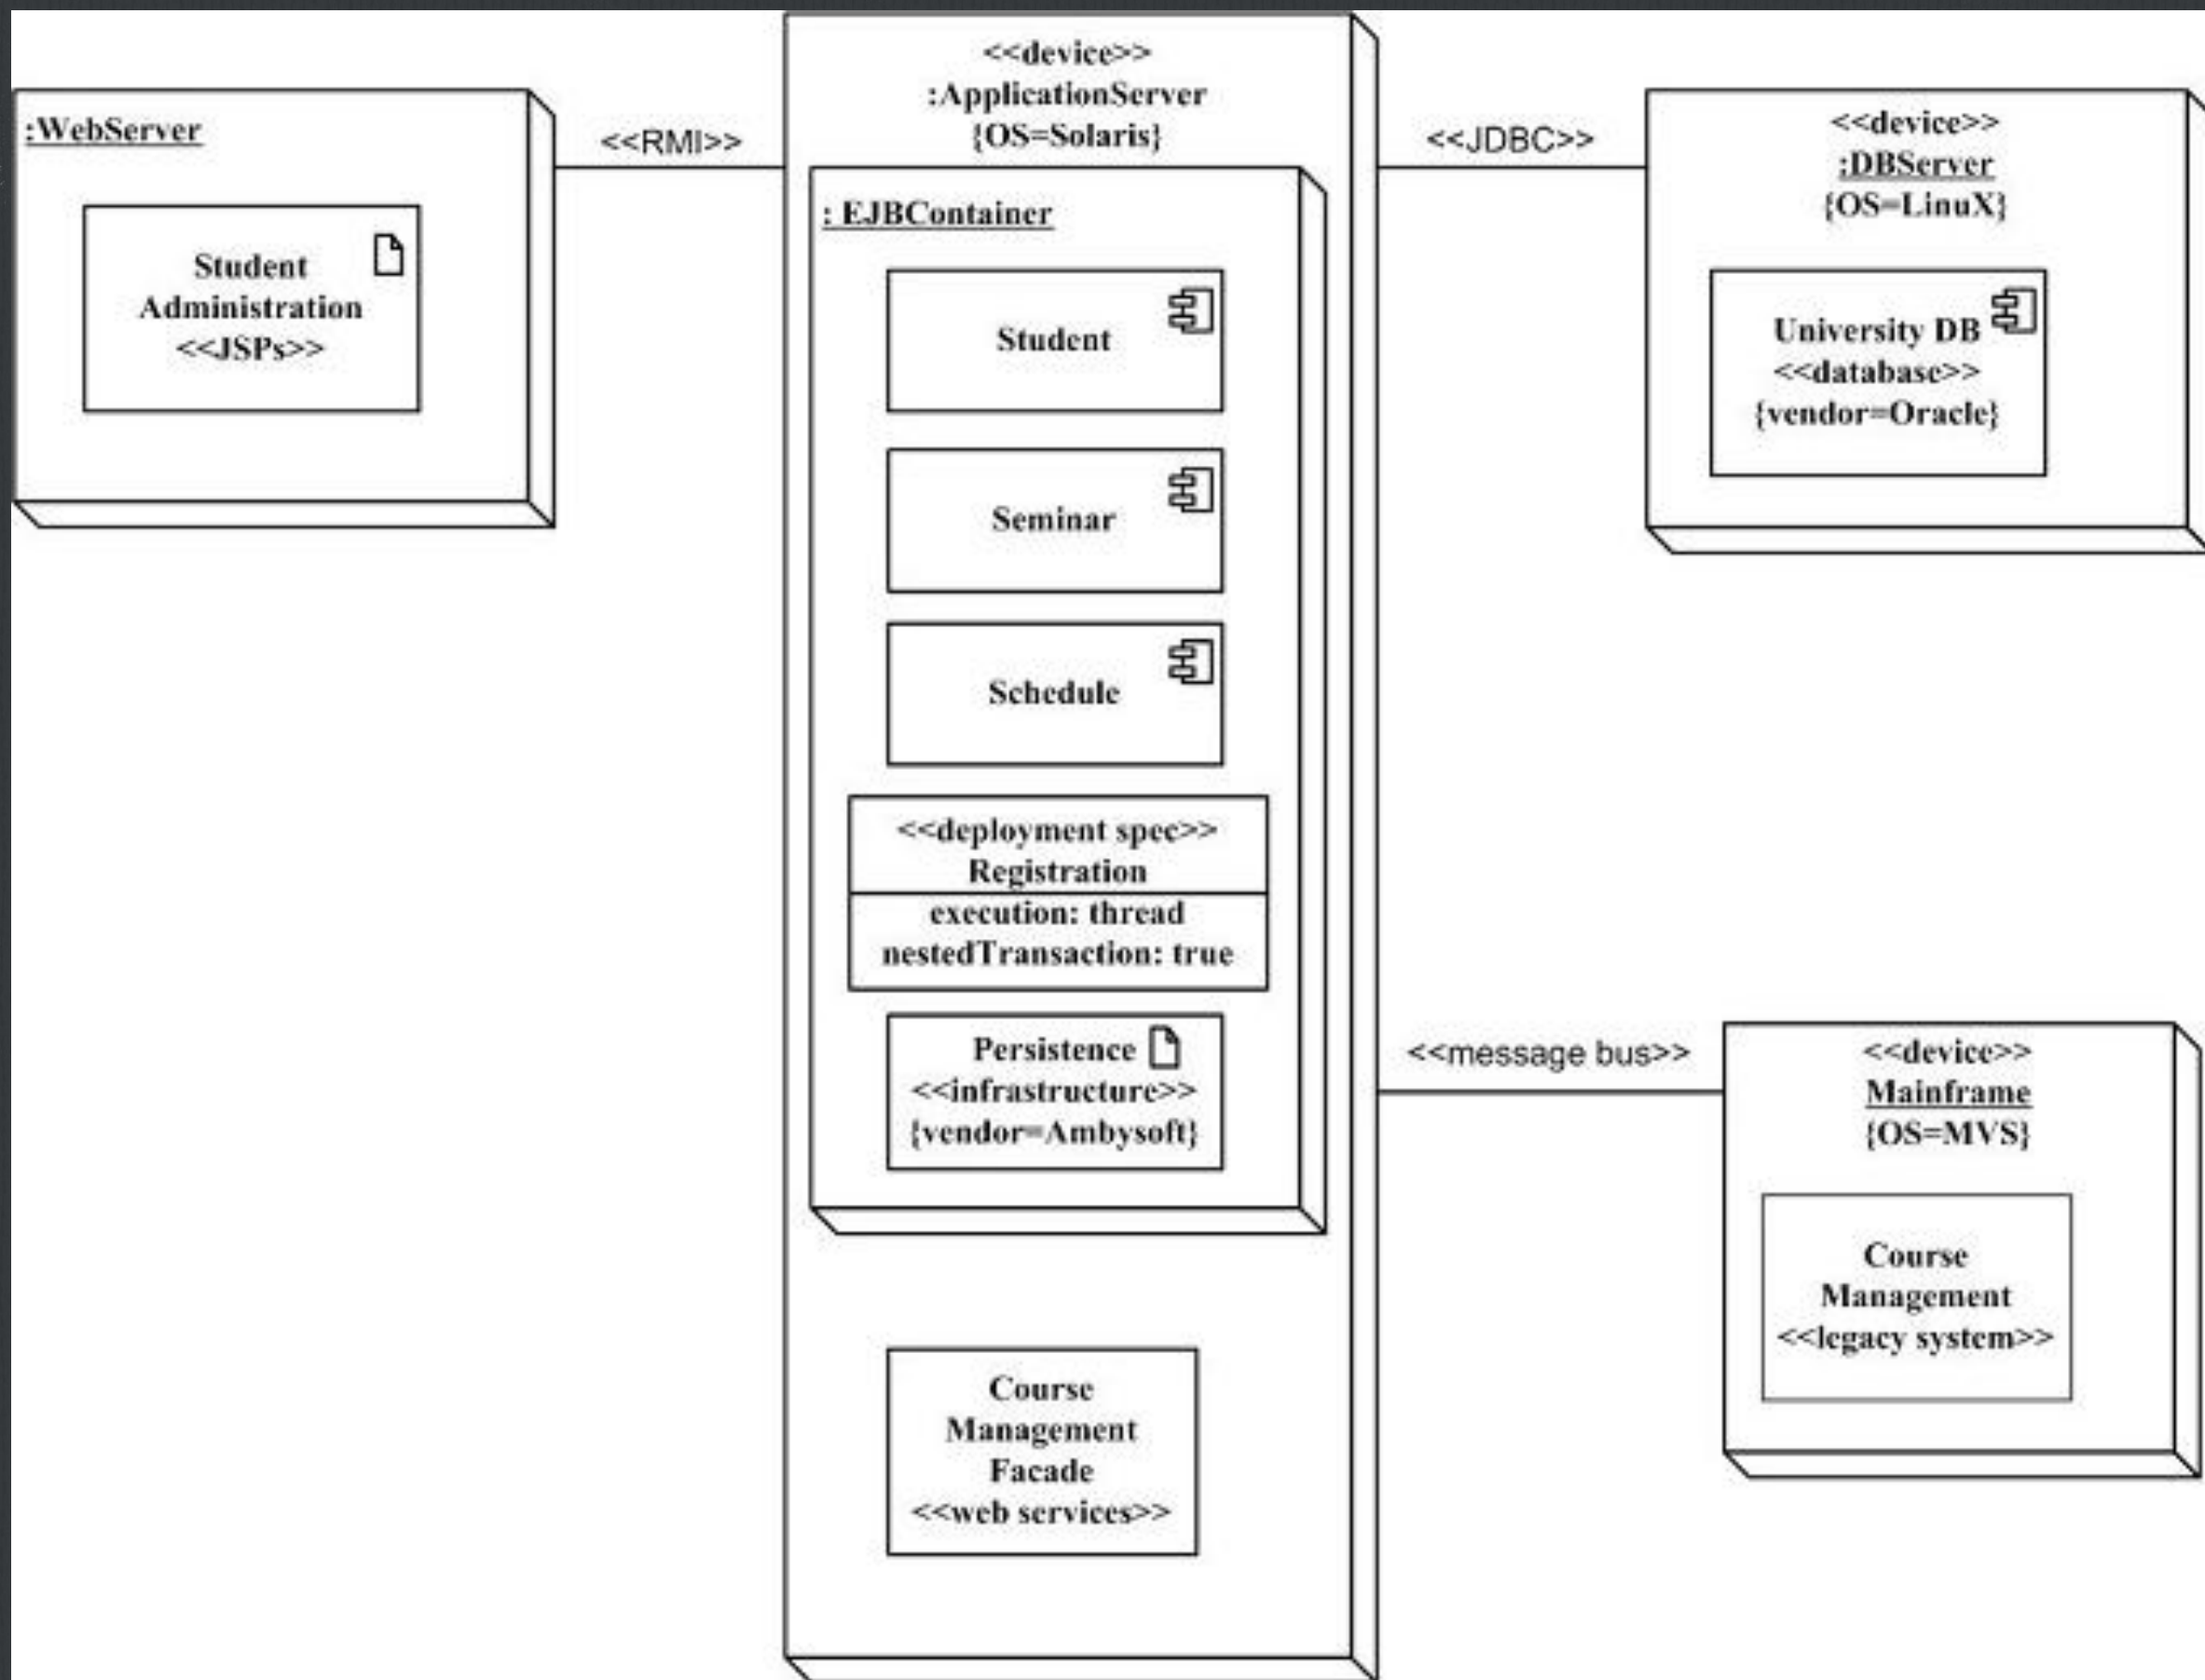 :WebServer
Student
Administration
<<JSPs>>
<<RMI>>
<<device>>
:ApplicationServer
{OS=Solaris}
: EJBContainer
Student
Seminar
Schedule
<<deployment spec>>
Registration
execution: thread
nestedTransaction: true
Persistence
<<infrastructure>>
{vendor=Ambysoft}
Course
Management
Facade
<<web services>>
<<JDBC>>
<<device>>
:DBServer
{OS=LinuX}
University DB
<<database>>
{vendor=Oracle}
<<message bus>>
<<device>>
Mainframe
{OS=MVS}
Course
Management
<<legacy system>>